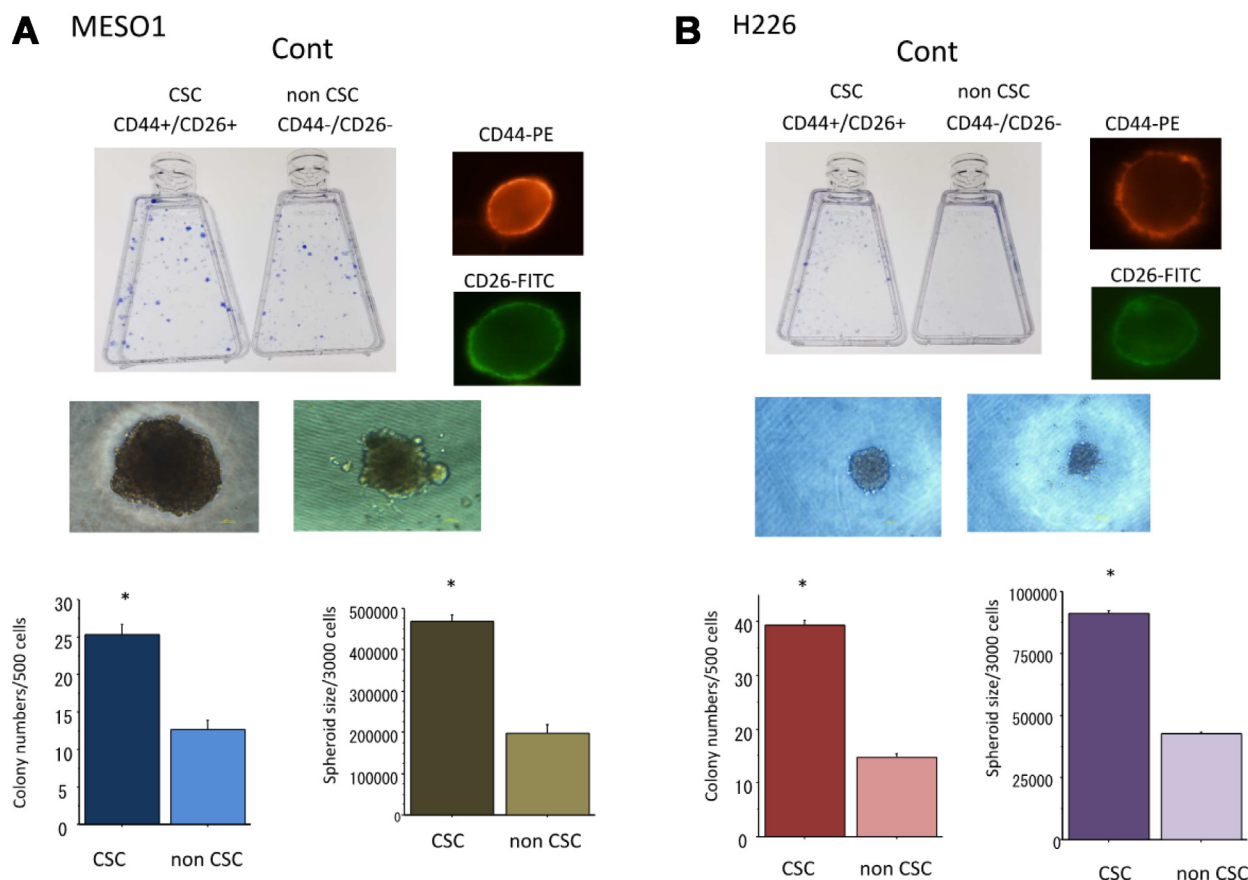 A MESO1
Cont
CSC non CSC
CD44+/CD26+ CD44-/CD26-
CD44-PE
CD26-FITC
*
30
25
20
15
10
5
0
Colony numbers/500 cells
CSC non CSC
*
500000
400000
300000
200000
100000
0
Spheroid size/3000 cells
CSC non CSC
B H226
Cont
CSC non CSC
CD44+/CD26+ CD44-/CD26-
CD44-PE
CD26-FITC
*
40
30
20
10
0
Colony numbers/500 cells
CSC non CSC
*
100000
75000
50000
25000
0
Spheroid size/3000 cells
CSC non CSC